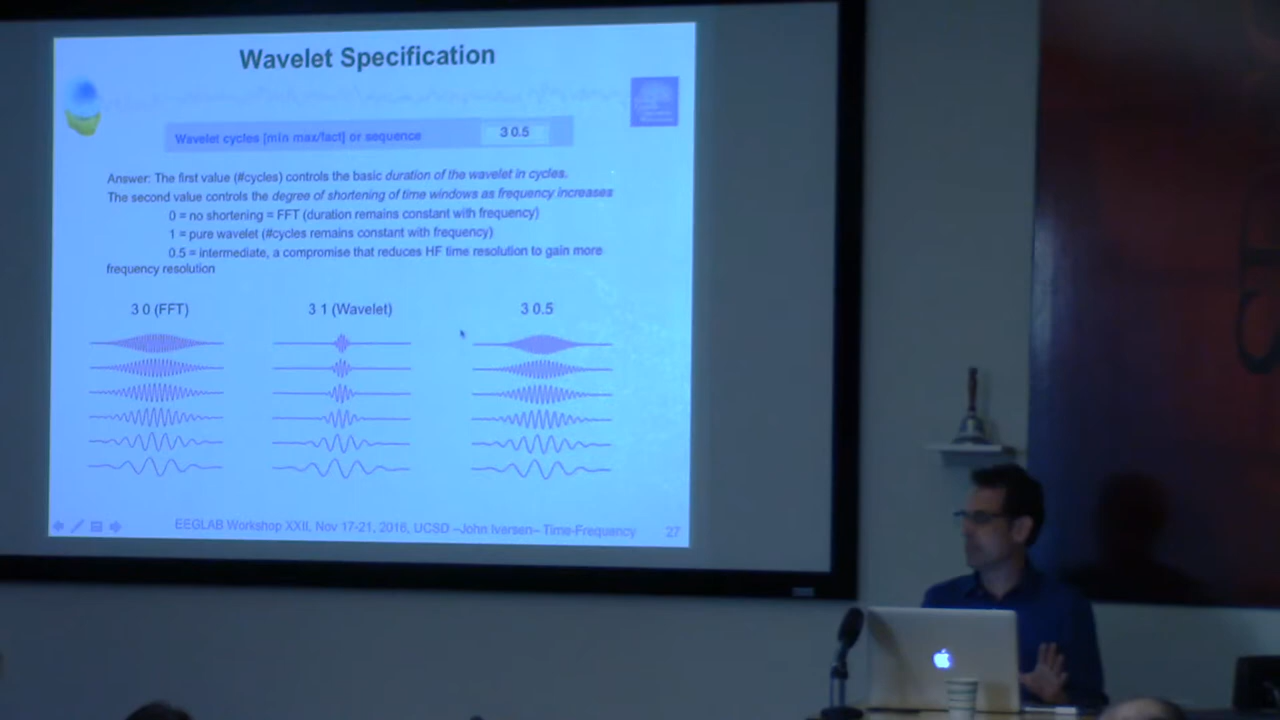 Wavelet Specification
Wavelet cycles [min max/fact] or sequence 3 0.5
Answer: The first value (#cycles) controls the basic duration of the wavelet in cycles.
The second value controls the degree of shortening of time windows as frequency increases
0 = no shortening = FFT (duration remains constant with frequency)
1 = pure wavelet (#cycles remains constant with frequency)
0.5 = intermediate, a compromise that reduces HF time resolution to gain more
frequency resolution
3 0 (FFT) 3 1 (Wavelet) 3 0.5
EEGLAB Workshop XXII, Nov 17-21, 2016, UCSD –John Iversen– Time-Frequency 27